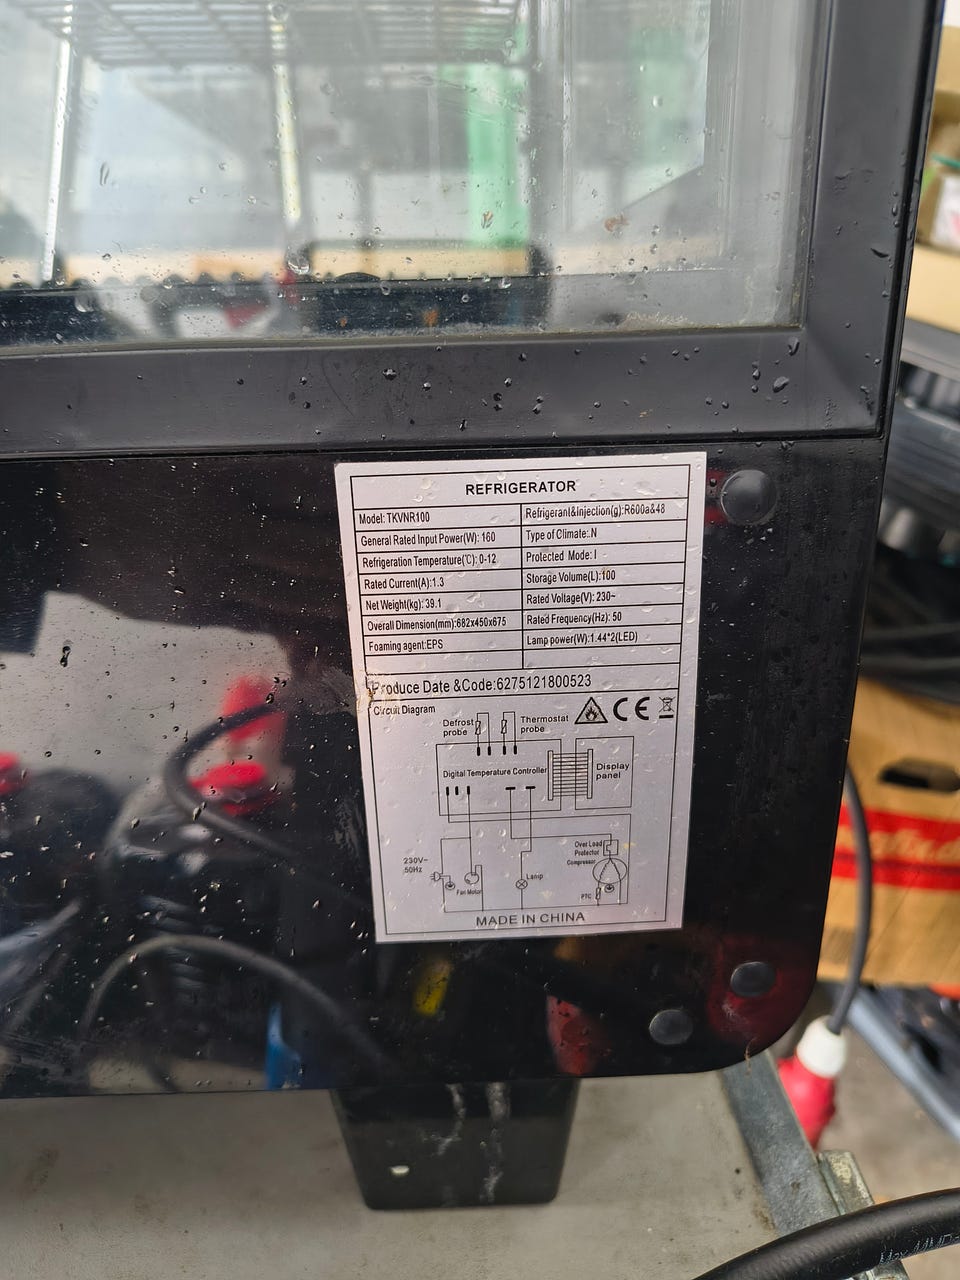 REFRIGERATOR
Model: TKVNR100
Refrigerant&Injection(g):R600a&48
General Rated Input Power(W): 160
Type of Climate: N
Refrigeration Temperature(℃): 0-12
Protected Mode: I
Rated Current(A):1.3
Storage Volume(L):100
Net Weight(kg): 39.1
Rated Voltage(V): 230~
Overall Dimension(mm):682x450x675
Rated Frequency(Hz): 50
Foaming agent:EPS
Lamp power(W):1.44*2(LED)
Produce Date &Code:6275121800523
Circuit Diagram
CE
Defrost probe
Thermostat probe
Digital Temperature Controller
Display panel
Over Load Protector
Compressor
230V~
50Hz
Fan Motor
Lamp
PTC
MADE IN CHINA